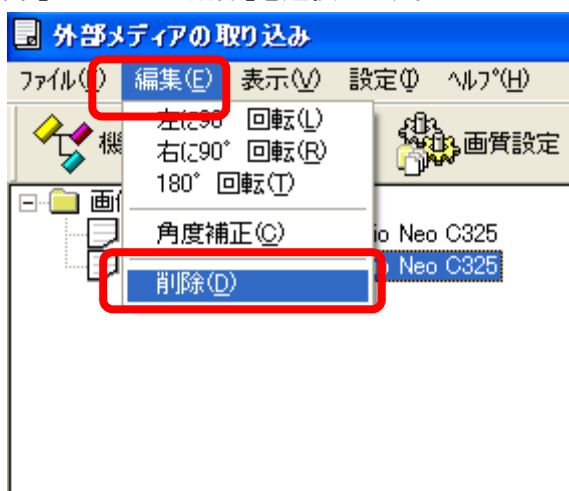 外部メディアの取り込み
ファイル(F) 編集(E) 表示(V) 設定(I) ヘルプ(H)
左に90° 回転(L)
機
右に90° 回転(R)
画質設定
180° 回転(T)
角度補正(C)
io Neo C325
削除(D)
Neo C325